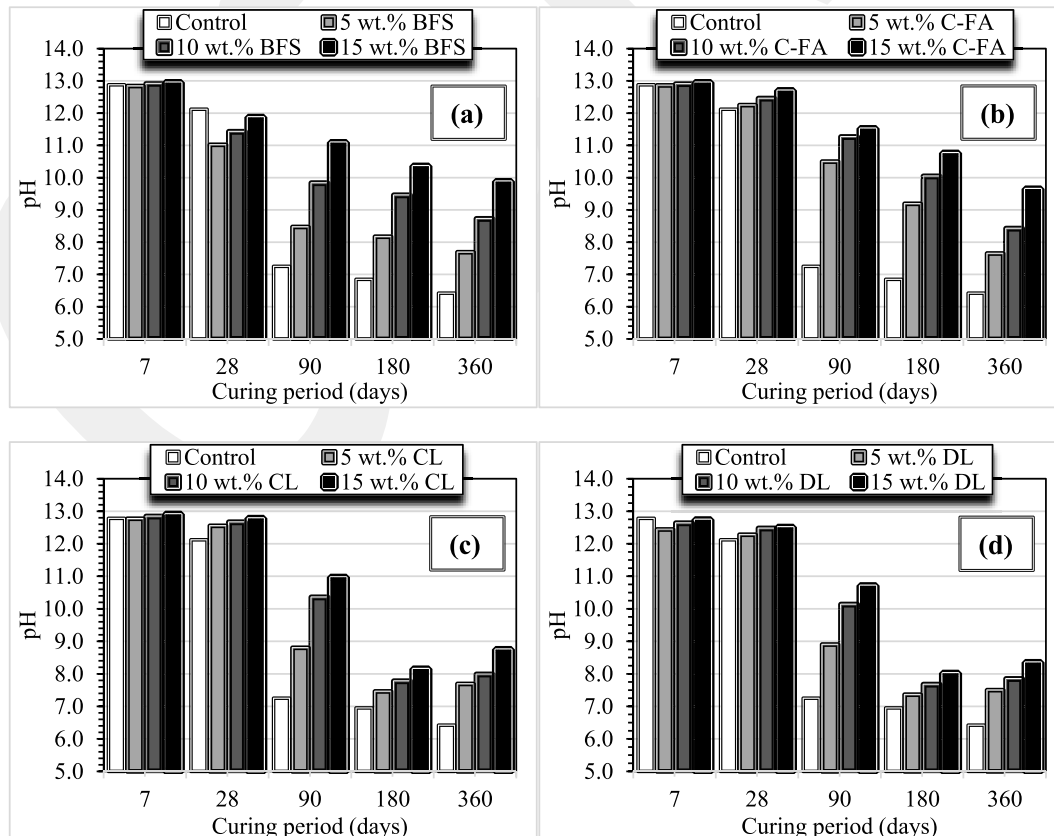 Control 5 wt.% BFS
10 wt.% BFS 15 wt.% BFS
14.0
13.0
12.0
11.0
10.0
9.0
8.0
7.0
6.0
5.0
pH
(a)
7 28 90 180 360
Curing period (days)
Control 5 wt.% C-FA
10 wt.% C-FA 15 wt.% C-FA
14.0
13.0
12.0
11.0
10.0
9.0
8.0
7.0
6.0
5.0
pH
(b)
7 28 90 180 360
Curing period (days)
Control 5 wt.% CL
10 wt.% CL 15 wt.% CL
14.0
13.0
12.0
11.0
10.0
9.0
8.0
7.0
6.0
5.0
pH
(c)
7 28 90 180 360
Curing period (days)
Control 5 wt.% DL
10 wt.% DL 15 wt.% DL
14.0
13.0
12.0
11.0
10.0
9.0
8.0
7.0
6.0
5.0
pH
(d)
7 28 90 180 360
Curing period (days)